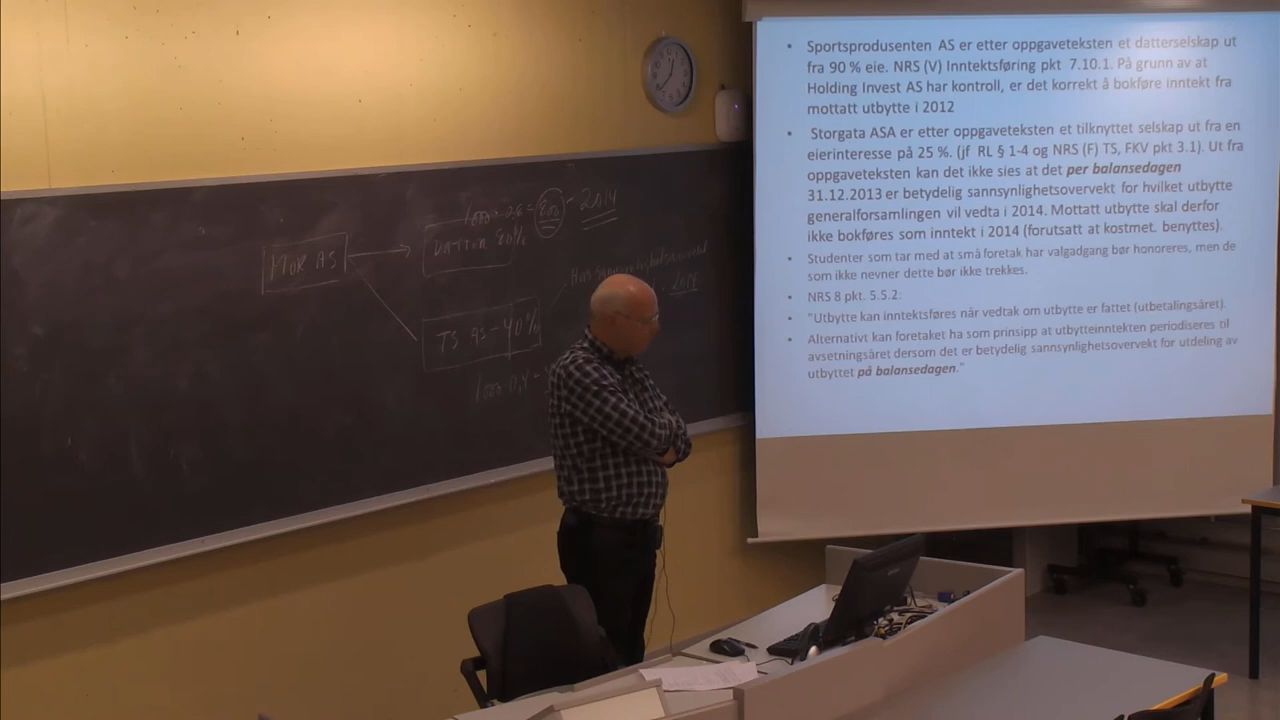 1000 · 0,8 = 800 - 2014
MOR AS
DATTER 80%
TS AS - 40%
1000 · 0,4 =
2014
• Sportsprodusenten AS er etter oppgaveteksten et datterselskap ut
fra 90 % eie. NRS (V) Inntektsføring pkt 7.10.1. På grunn av at
Holding Invest AS har kontroll, er det korrekt å bokføre inntekt fra
mottatt utbytte i 2012
• Storgata ASA er etter oppgaveteksten et tilknyttet selskap ut fra en
eierinteresse på 25 %. (jf RL § 1-4 og NRS (F) TS, FKV pkt 3.1). Ut fra
oppgaveteksten kan det ikke sies at det per balansedagen
31.12.2013 er betydelig sannsynlighetsovervekt for hvilket utbytte
generalforsamlingen vil vedta i 2014. Mottatt utbytte skal derfor
ikke bokføres som inntekt i 2014 (forutsatt at kostmet. benyttes).
• Studenter som tar med at små foretak har valgadgang bør honoreres, men de
som ikke nevner dette bør ikke trekkes.
• NRS 8 pkt. 5.5.2:
• "Utbytte kan inntektsføres når vedtak om utbytte er fattet (utbetalingsåret).
• Alternativt kan foretaket ha som prinsipp at utbytteinntekten periodiseres til
avsetningsåret dersom det er betydelig sannsynlighetsovervekt for utdeling av
utbyttet på balansedagen."